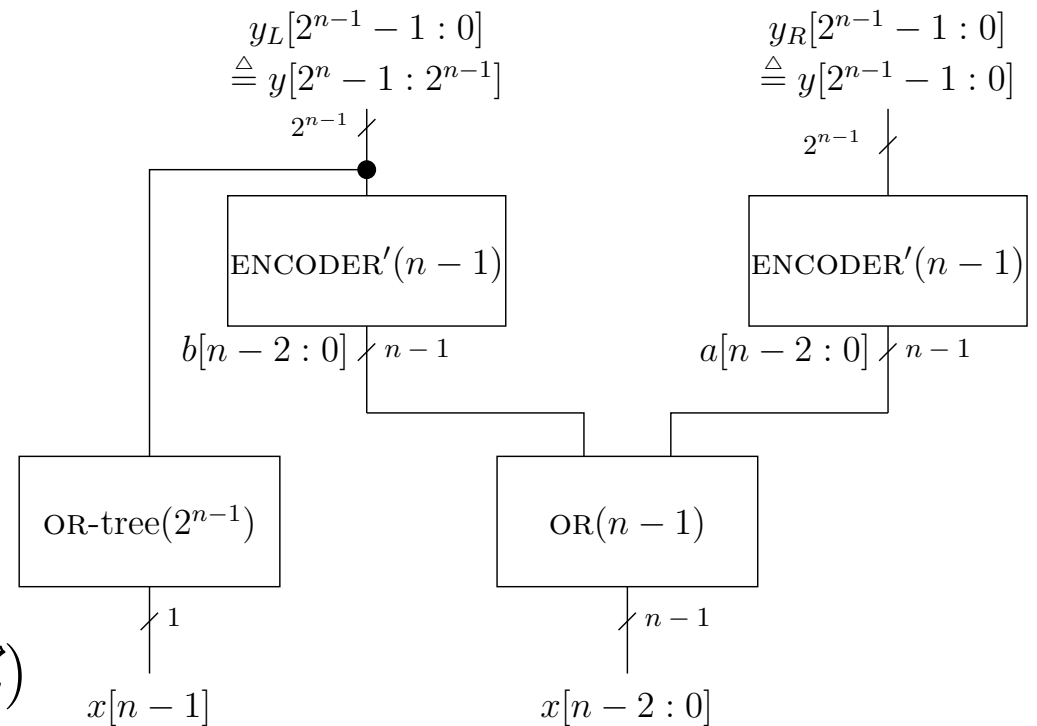 y_L[2^{n-1} − 1 : 0]
≜ y[2^n − 1 : 2^{n-1}]
y_R[2^{n-1} − 1 : 0]
≜ y[2^{n-1} − 1 : 0]
2^{n-1}
2^{n-1}
ENCODER′(n − 1)
ENCODER′(n − 1)
b[n − 2 : 0]
n − 1
a[n − 2 : 0]
n − 1
OR-tree(2^{n-1})
OR(n − 1)
1
n − 1
x[n − 1]
x[n − 2 : 0]